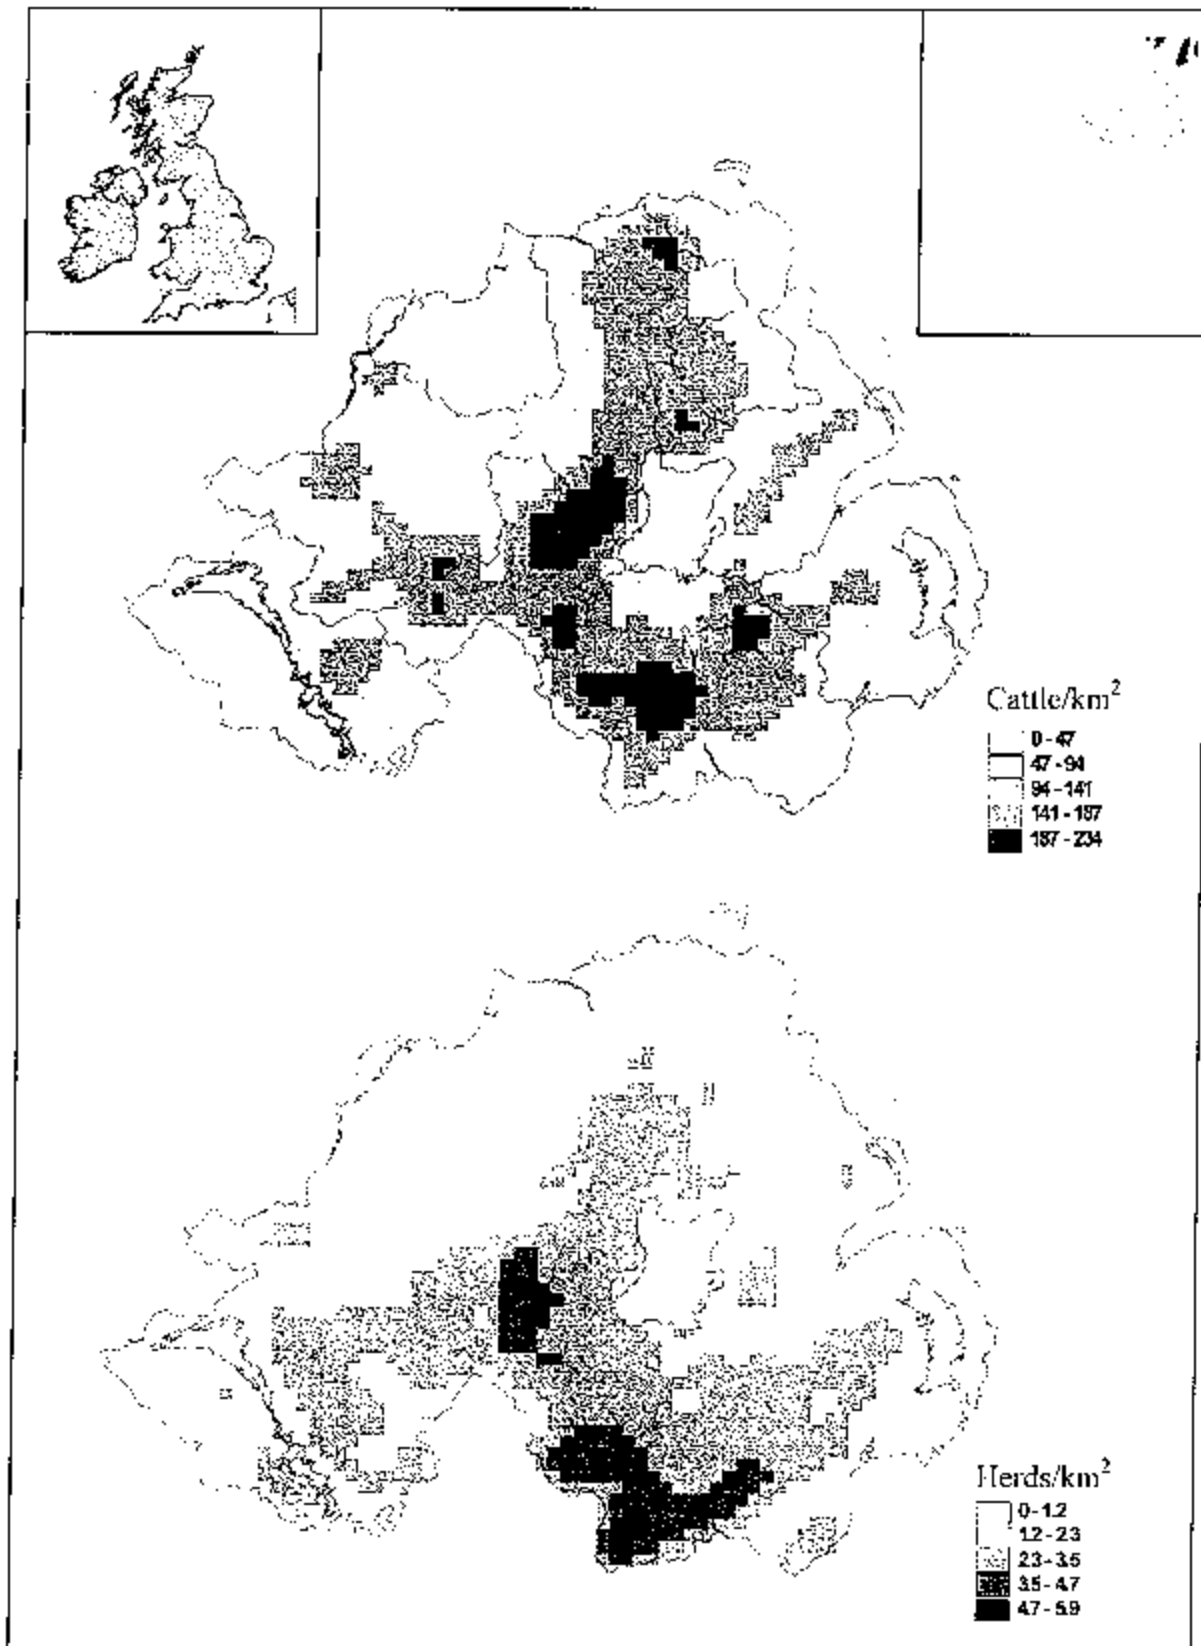 Cattle/km²
0 - 47
47 - 94
94 - 141
141 - 187
187 - 234
Herds/km²
0 - 1.2
1.2 - 2.3
2.3 - 3.5
3.5 - 4.7
4.7 - 5.9